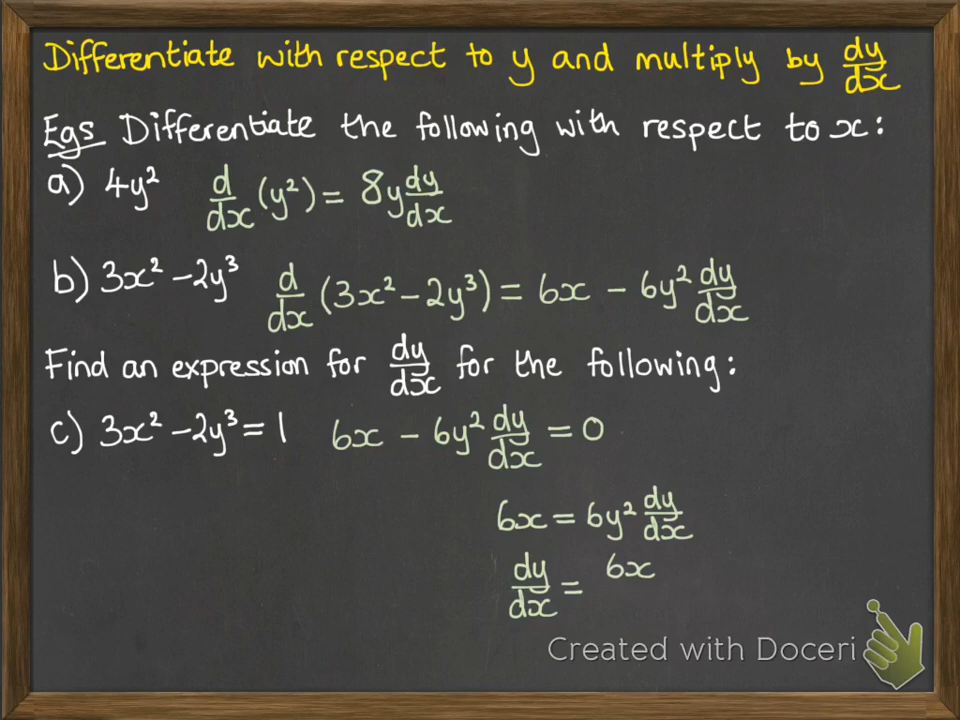 Differentiate with respect to y and multiply by dy/dx
Egs Differentiate the following with respect to x:
a) 4y² d/dx (y²) = 8y dy/dx
b) 3x² − 2y³ d/dx (3x² − 2y³) = 6x − 6y² dy/dx
Find an expression for dy/dx for the following:
c) 3x² − 2y³ = 1 6x − 6y² dy/dx = 0
6x = 6y² dy/dx
dy/dx = 6x
Created with Doceri